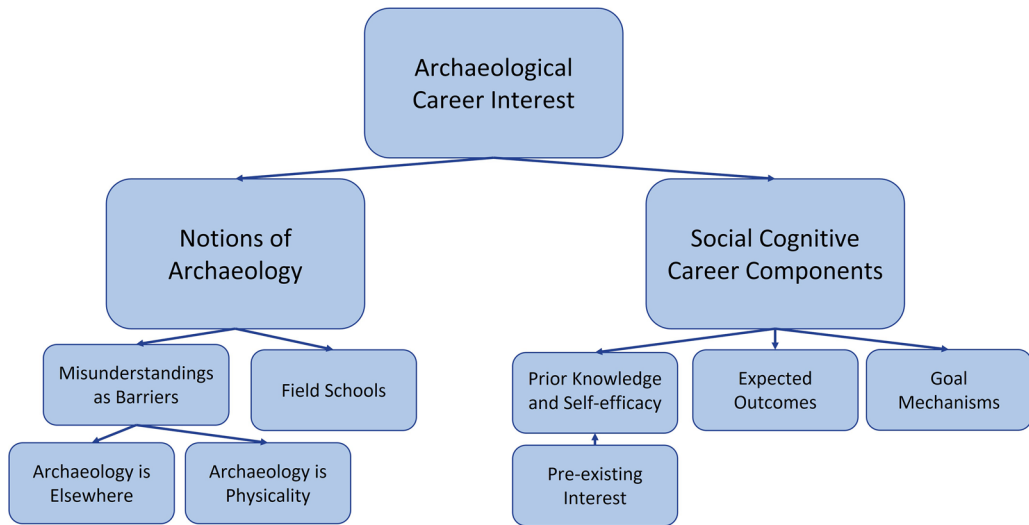 Archaeological
Career Interest
Notions of
Archaeology
Social Cognitive
Career Components
Misunderstandings
as Barriers
Field Schools
Prior Knowledge
and Self-efficacy
Expected
Outcomes
Goal
Mechanisms
Archaeology is
Elsewhere
Archaeology is
Physicality
Pre-existing
Interest